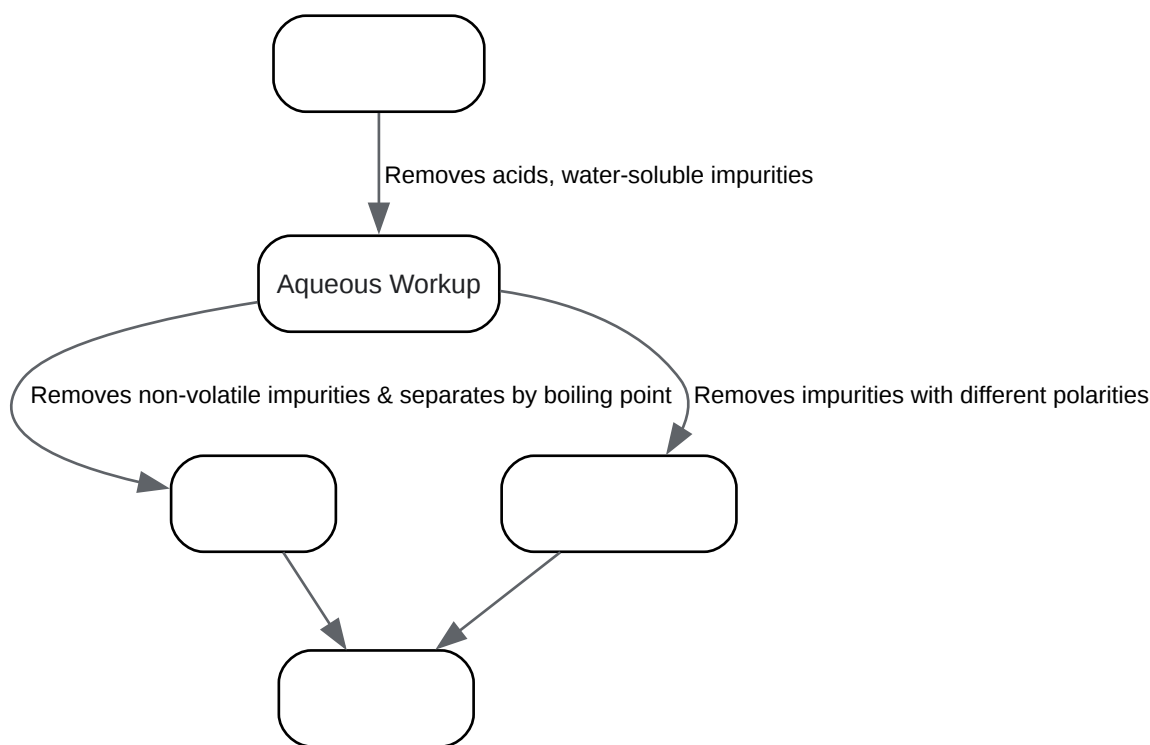 Removes acids, water-soluble impurities
Aqueous Workup
Removes non-volatile impurities & separates by boiling point
Removes impurities with different polarities